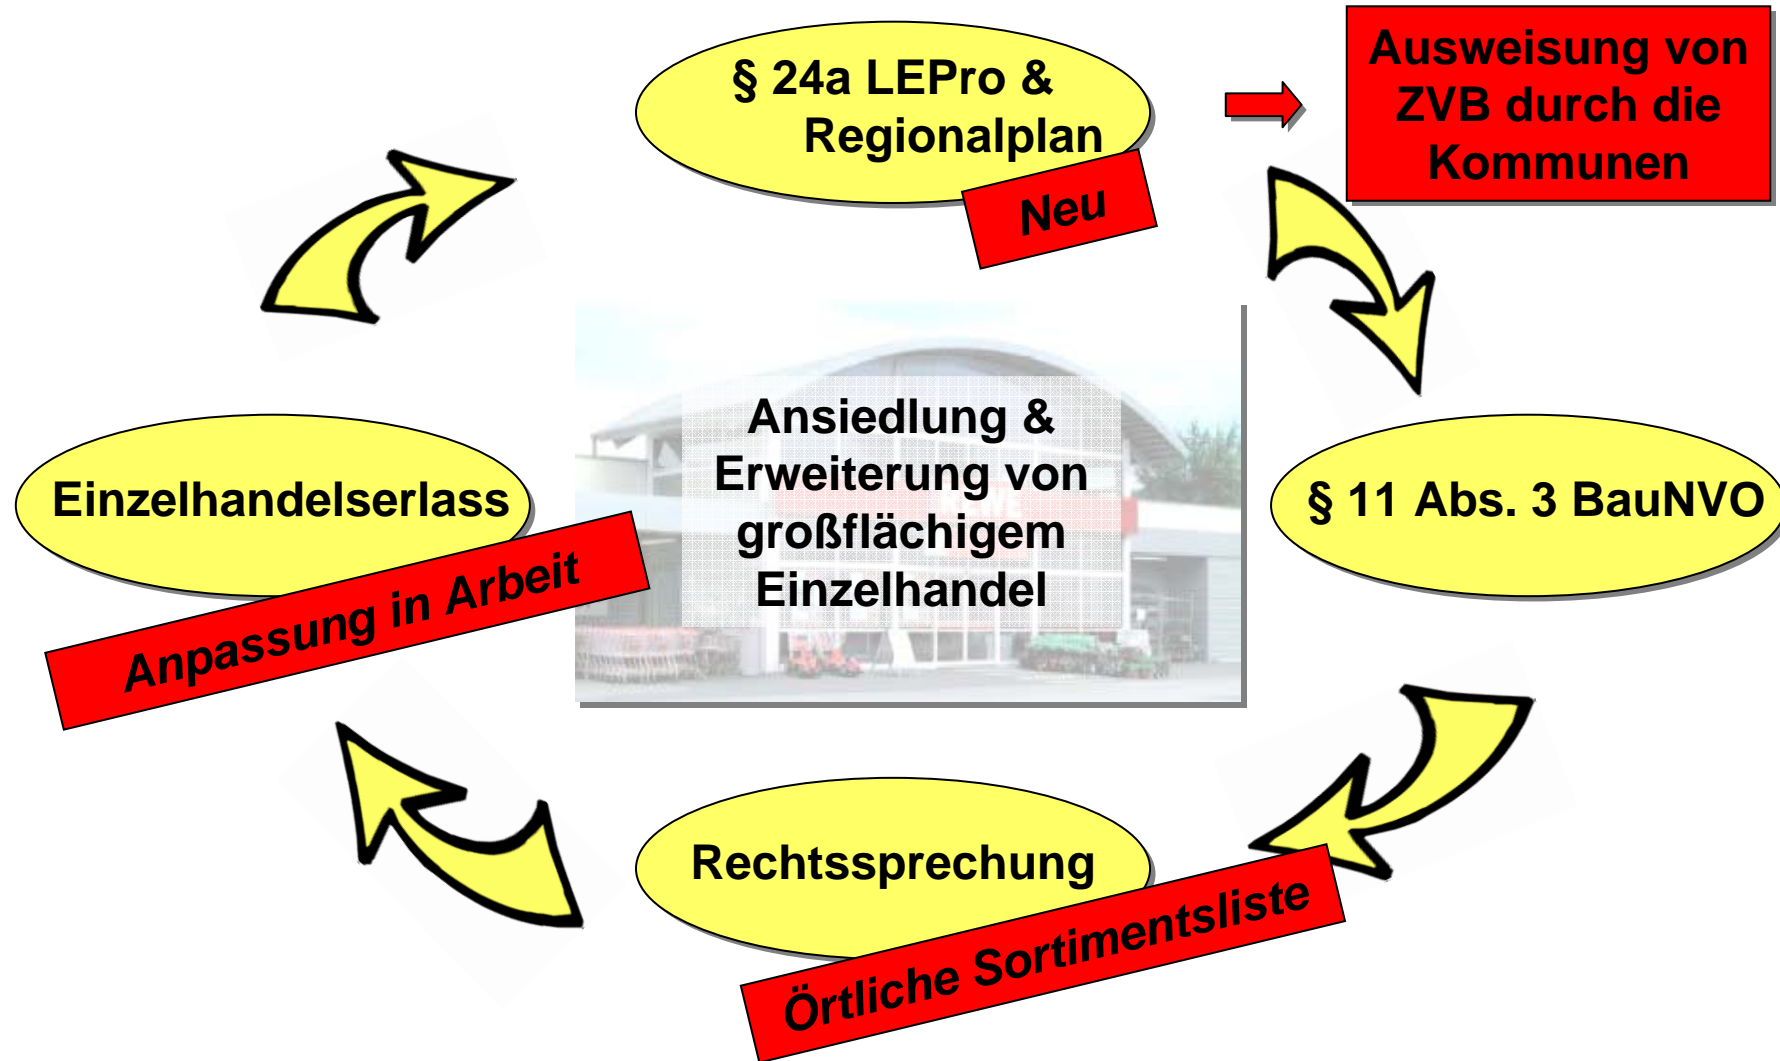 § 24a LEPro &
Regionalplan
Neu
Ausweisung von
ZVB durch die
Kommunen
Ansiedlung &
Erweiterung von
großflächigem
Einzelhandel
Einzelhandelserlass
Anpassung in Arbeit
§ 11 Abs. 3 BauNVO
Rechtssprechung
Örtliche Sortimentsliste